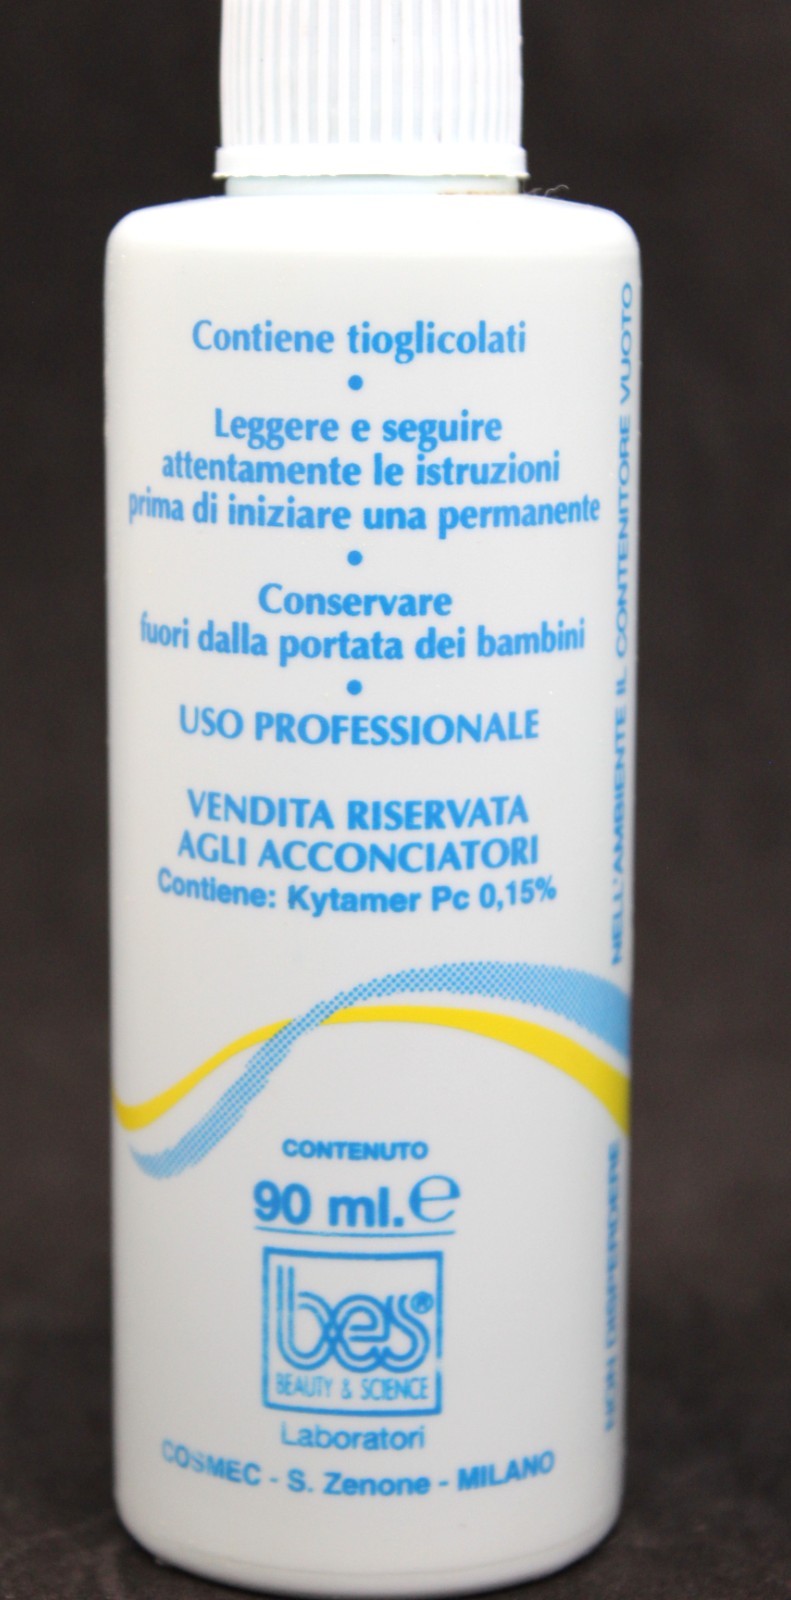 Contiene tioglicolati
•
Leggere e seguire
attentamente le istruzioni
prima di iniziare una permanente
•
Conservare
fuori dalla portata dei bambini
•
USO PROFESSIONALE
VENDITA RISERVATA
AGLI ACCONCIATORI
Contiene: Kytamer Pc 0,15%
CONTENUTO
90 ml. ℮
bes®
BEAUTY & SCIENCE
Laboratori
COSMEC - S. Zenone - MILANO
NON DISPERDERE NELL'AMBIENTE IL CONTENITORE VUOTO